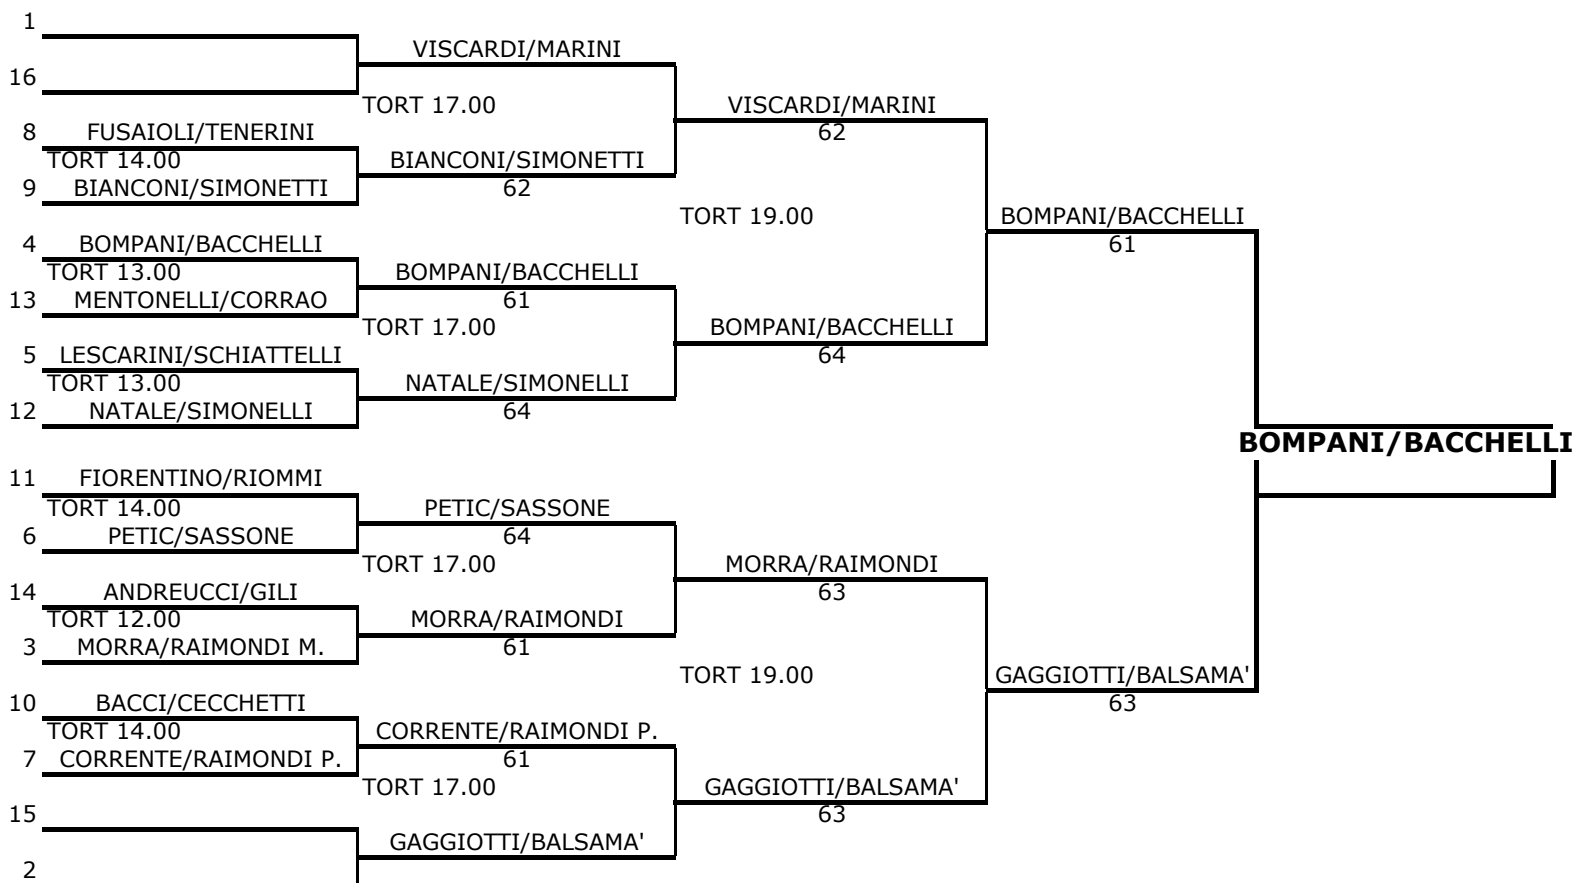 1
VISCARDI/MARINI
16
TORT 17.00
VISCARDI/MARINI
8 FUSAIOLI/TENERINI
62
TORT 14.00
BIANCONI/SIMONETTI
9 BIANCONI/SIMONETTI
62
TORT 19.00
BOMPANI/BACCHELLI
4 BOMPANI/BACCHELLI
61
TORT 13.00
BOMPANI/BACCHELLI
13 MENTONELLI/CORRAO
61
TORT 17.00
BOMPANI/BACCHELLI
5 LESCARINI/SCHIATTELLI
64
TORT 13.00
NATALE/SIMONELLI
12 NATALE/SIMONELLI
64
BOMPANI/BACCHELLI
11 FIORENTINO/RIOMMI
TORT 14.00
PETIC/SASSONE
6 PETIC/SASSONE
64
TORT 17.00
MORRA/RAIMONDI
14 ANDREUCCI/GILI
63
TORT 12.00
MORRA/RAIMONDI
3 MORRA/RAIMONDI M.
61
TORT 19.00
GAGGIOTTI/BALSAMA'
10 BACCI/CECCHETTI
63
TORT 14.00
CORRENTE/RAIMONDI P.
7 CORRENTE/RAIMONDI P.
61
TORT 17.00
GAGGIOTTI/BALSAMA'
15
63
GAGGIOTTI/BALSAMA'
2